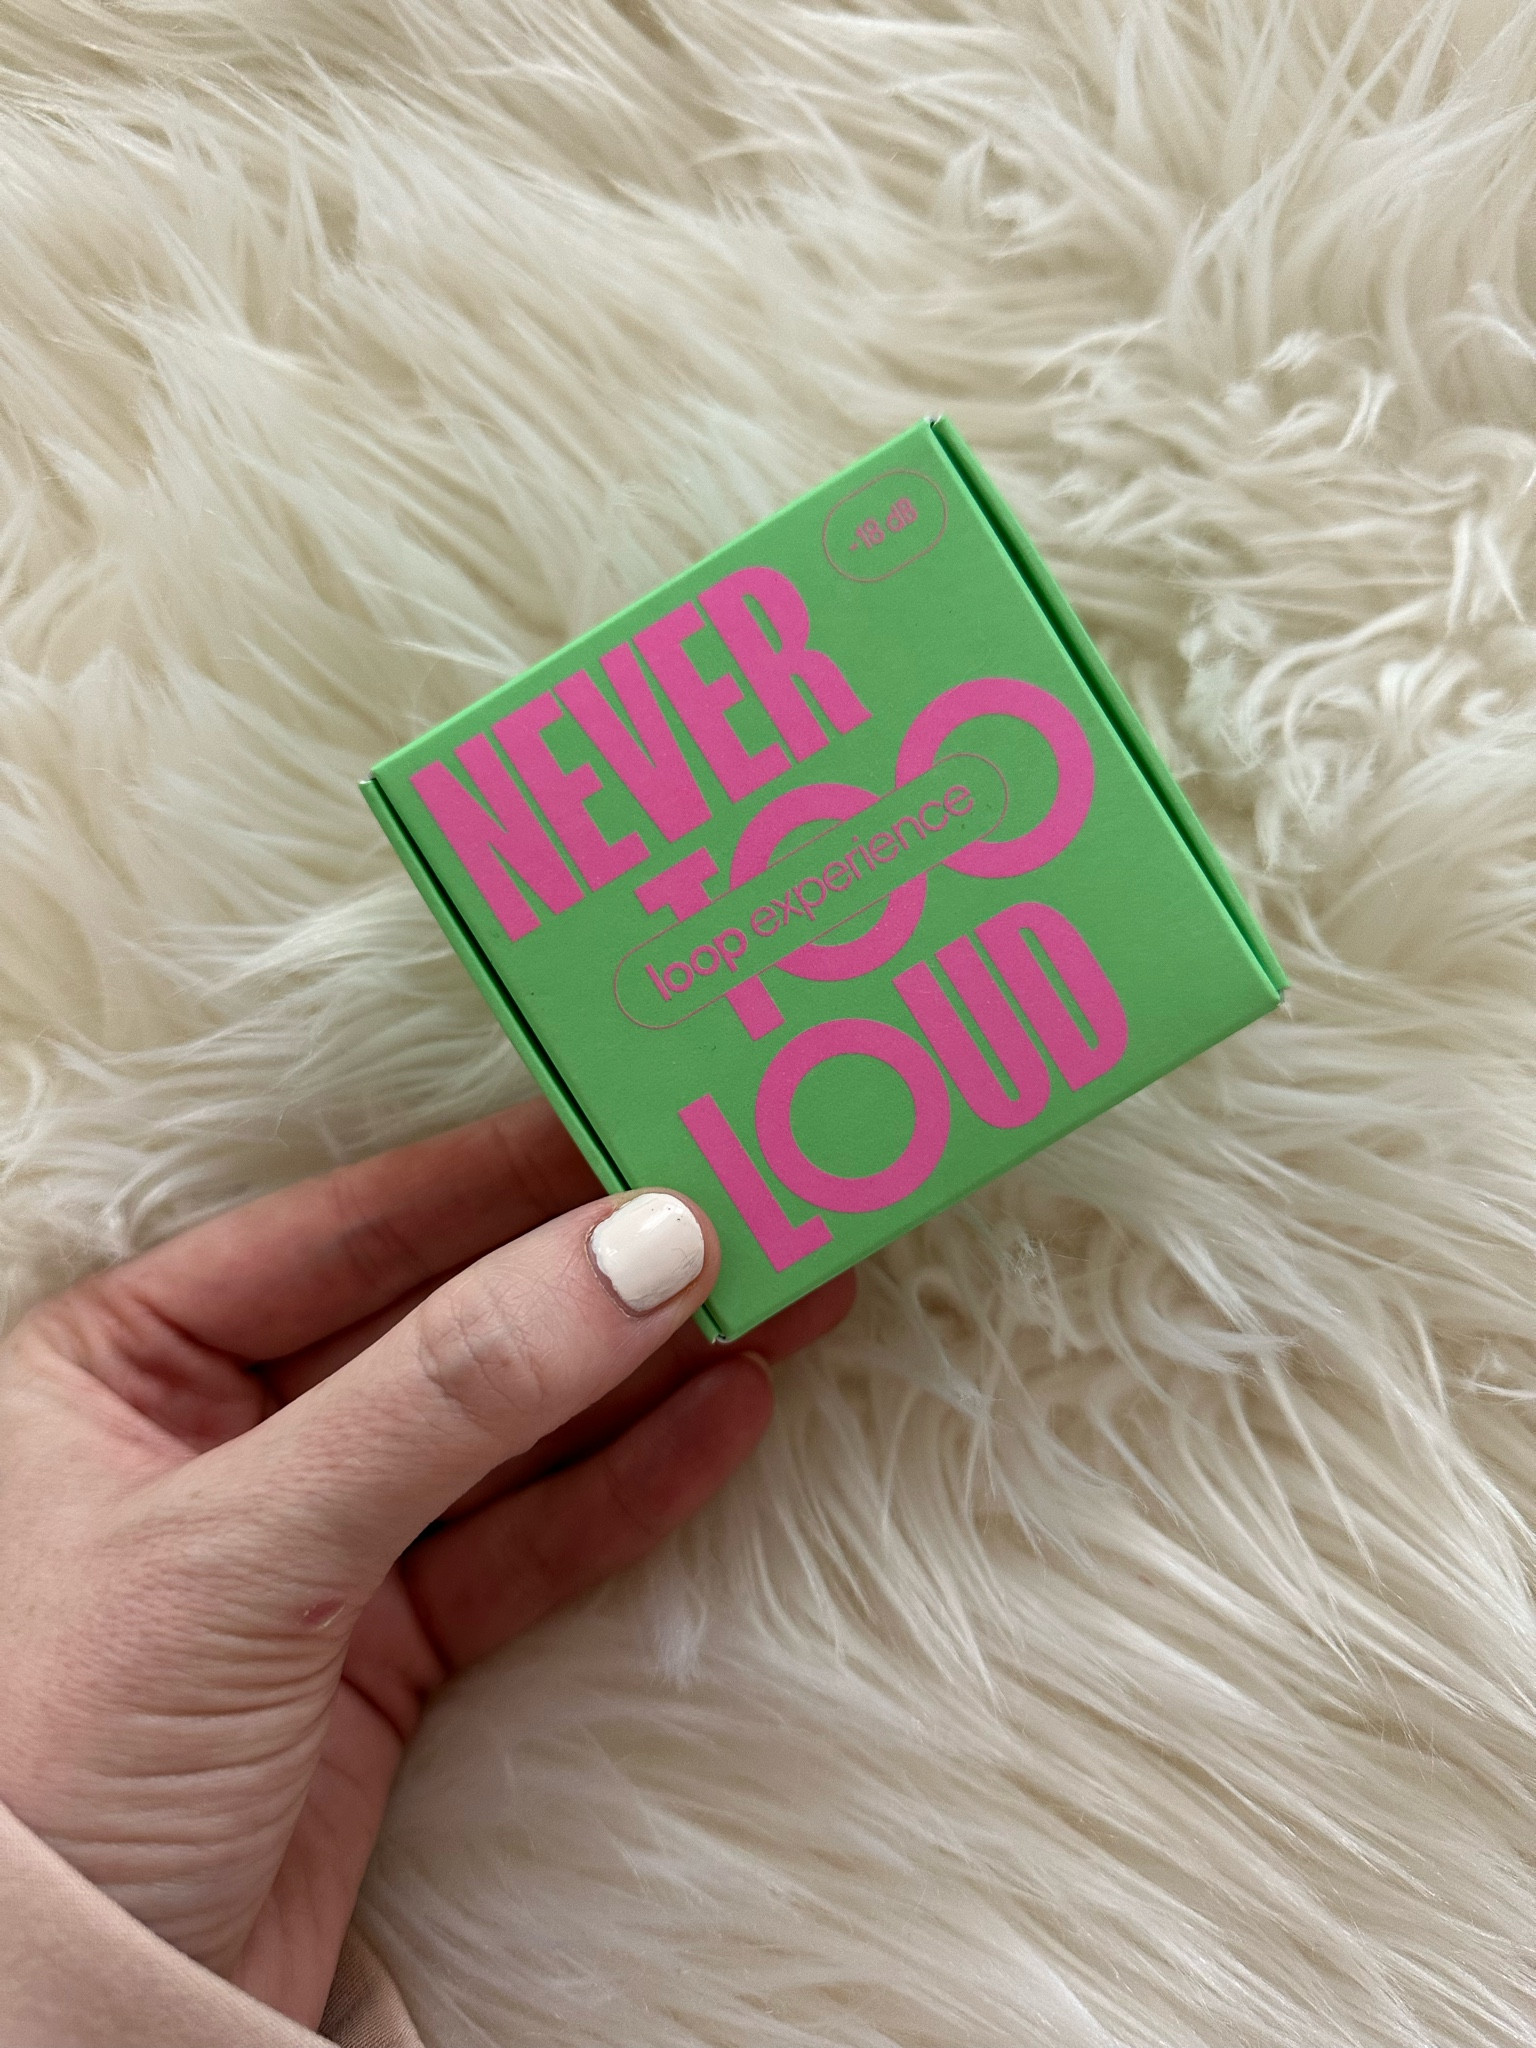 -18 dB
NEVER
TOO
loop experience
LOUD